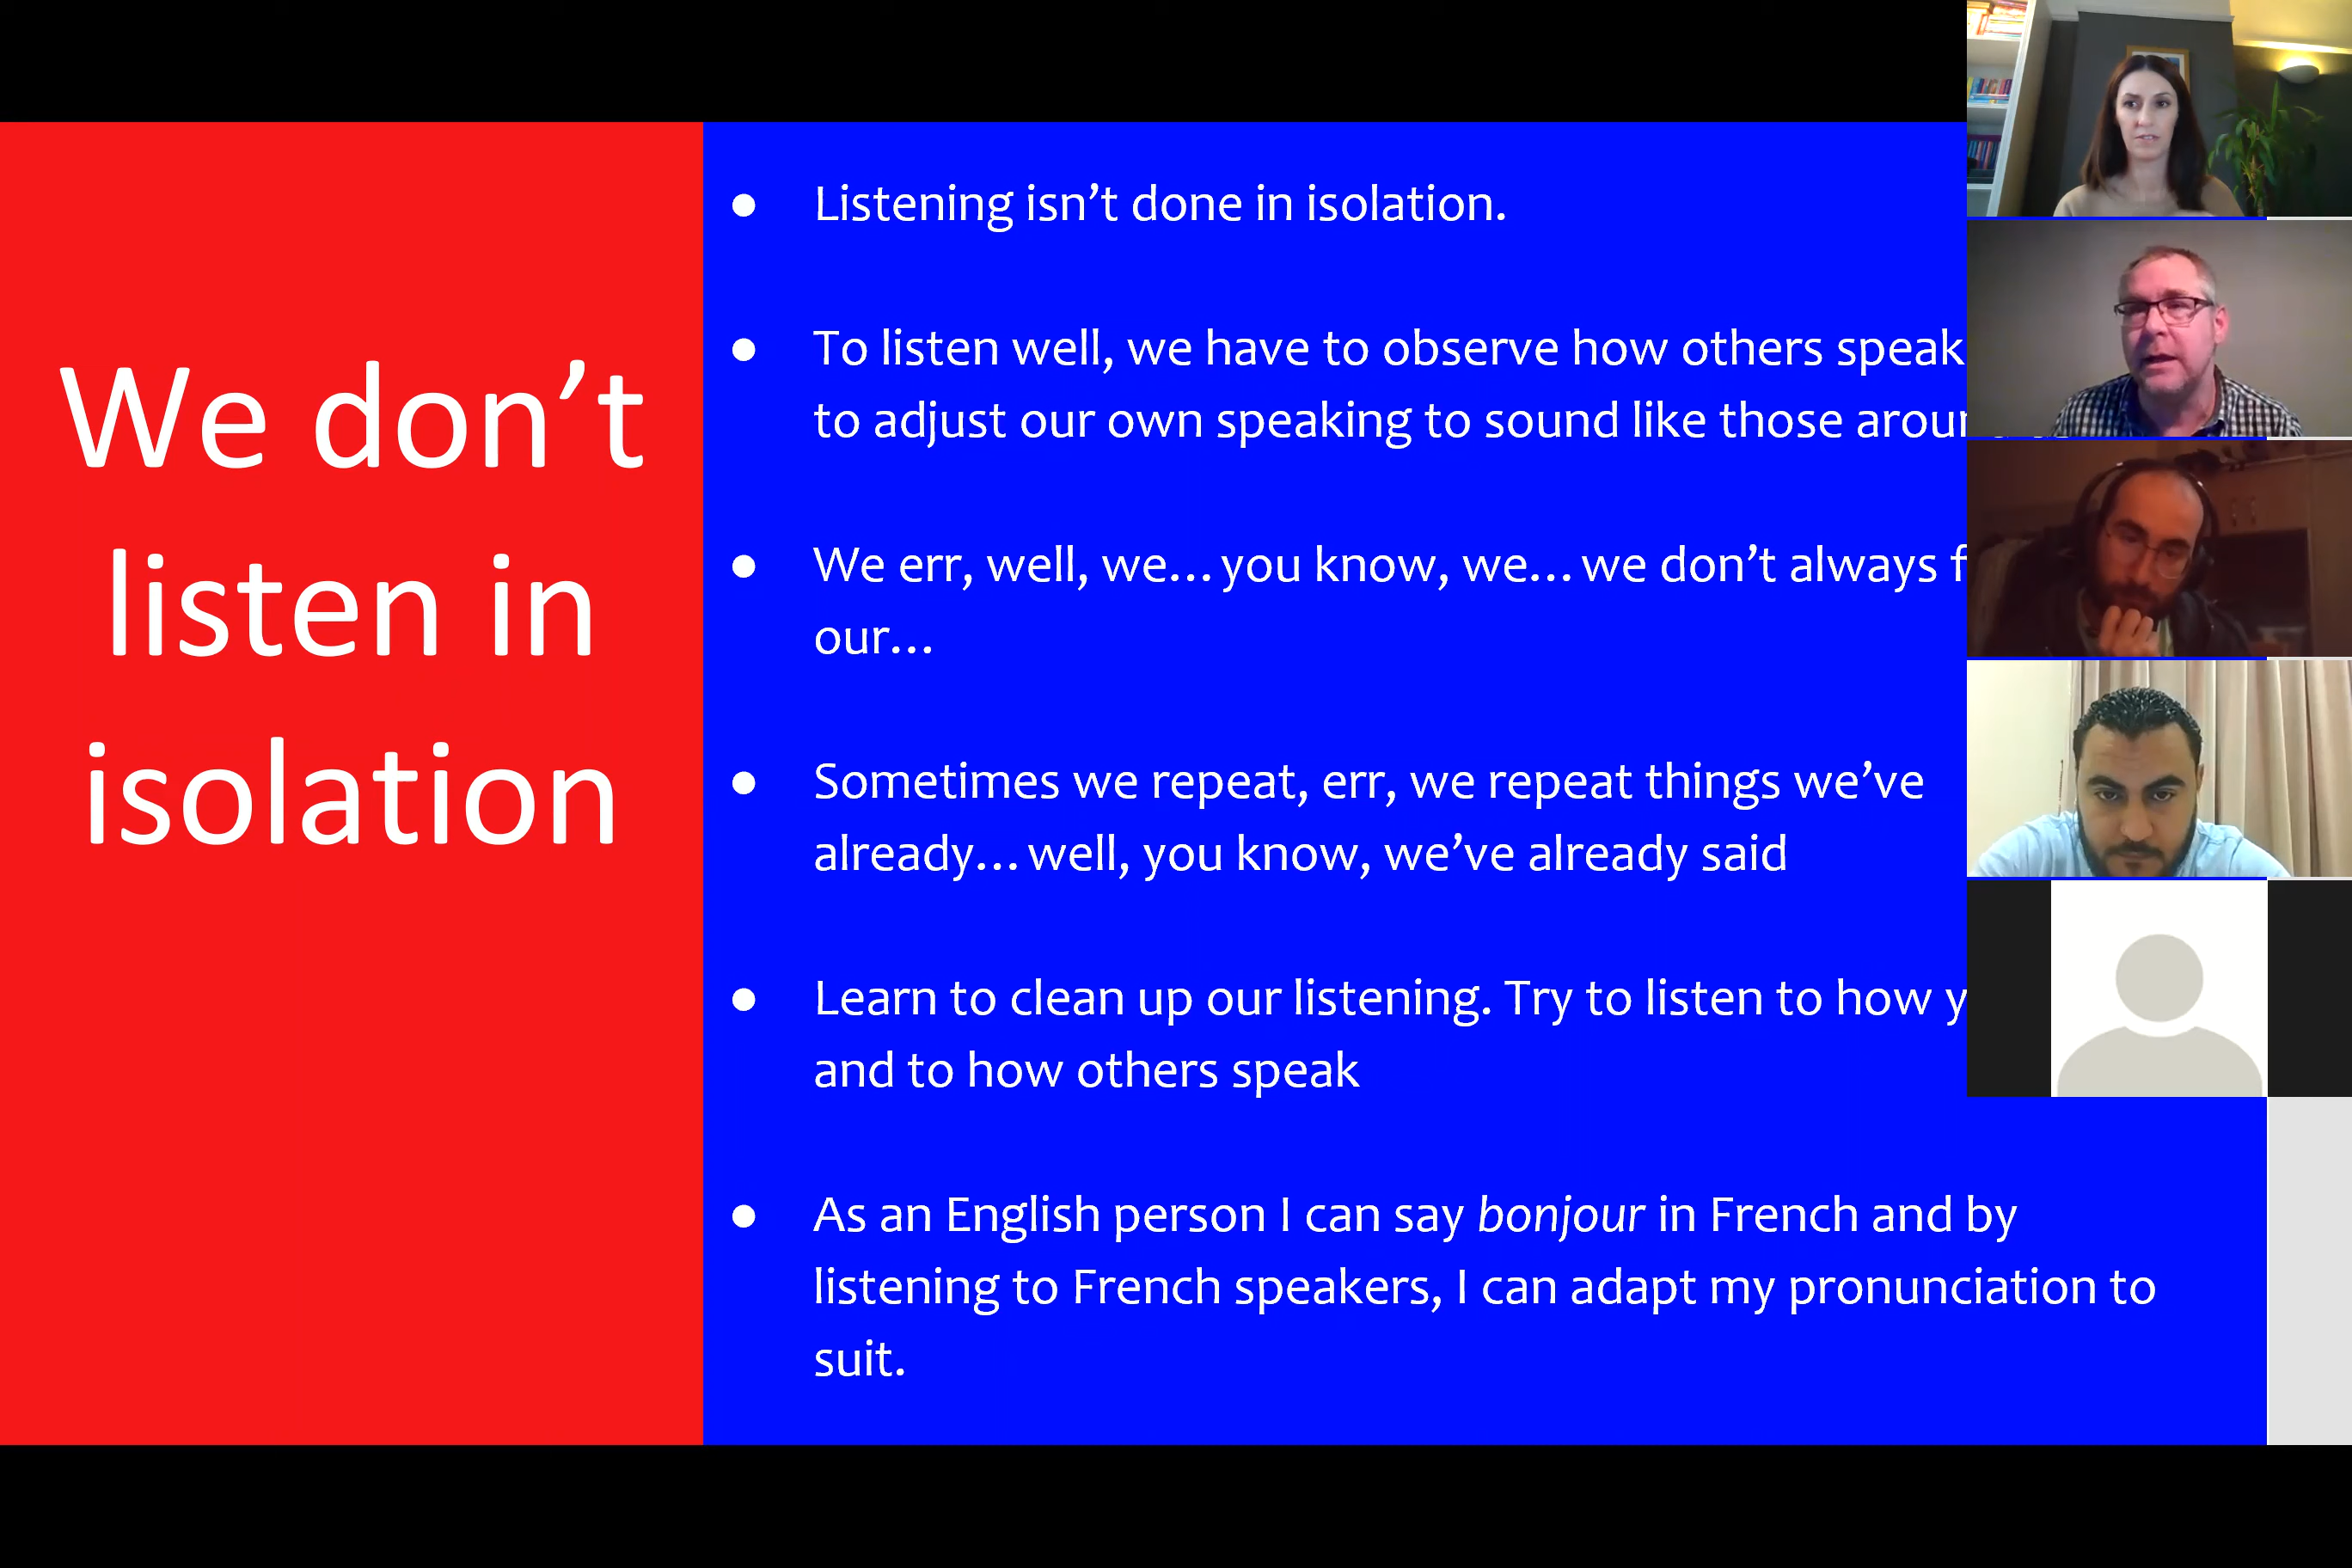 We don’t
listen in
isolation
● Listening isn’t done in isolation.
● To listen well, we have to observe how others speak
to adjust our own speaking to sound like those
● We err, well, we... you know, we... we don’t always
our...
● Sometimes we repeat, err, we repeat things we’ve
already... well, you know, we’ve already said
● Learn to clean up our listening. Try to listen to how
and to how others speak
● As an English person I can say bonjour in French and by
listening to French speakers, I can adapt my pronunciation to
suit.